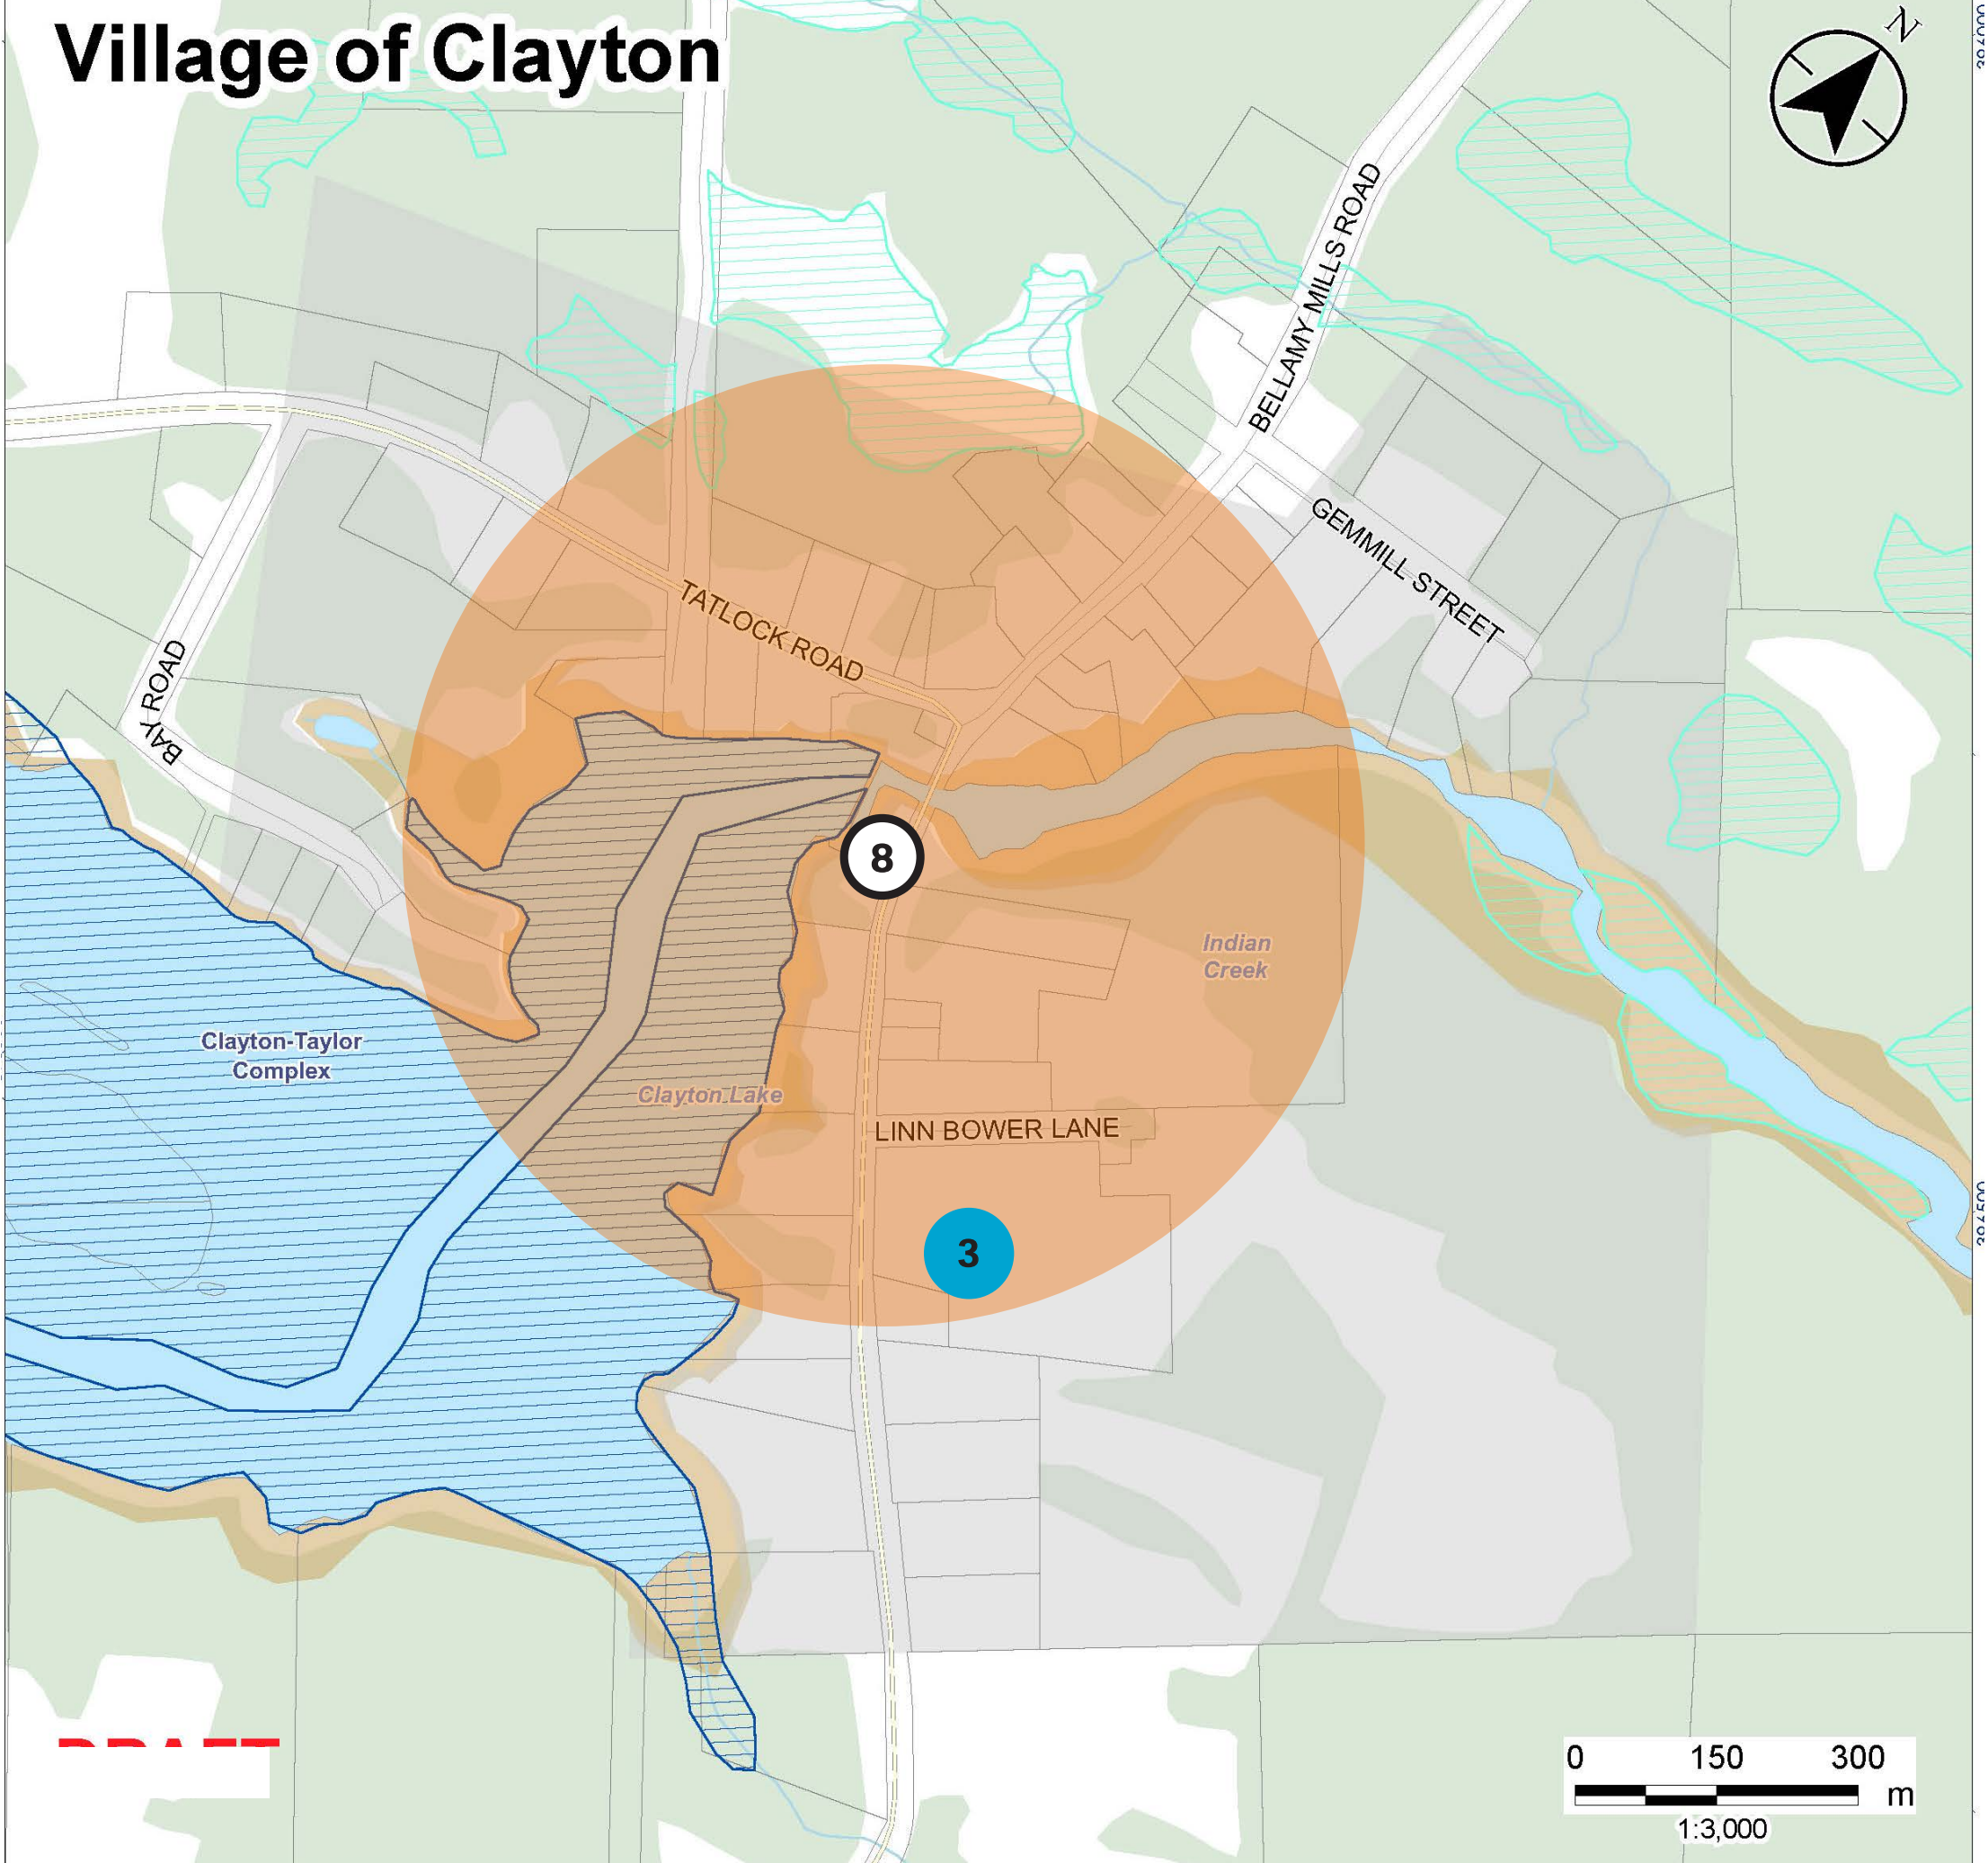 Village of Clayton
N
BELLAMY MILLS ROAD
GEMMILL STREET
TATLOCK ROAD
BAY ROAD
8
Indian
Creek
Clayton-Taylor
Complex
Clayton Lake
LINN BOWER LANE
3
DRAFT
0 150 300
m
1:3,000